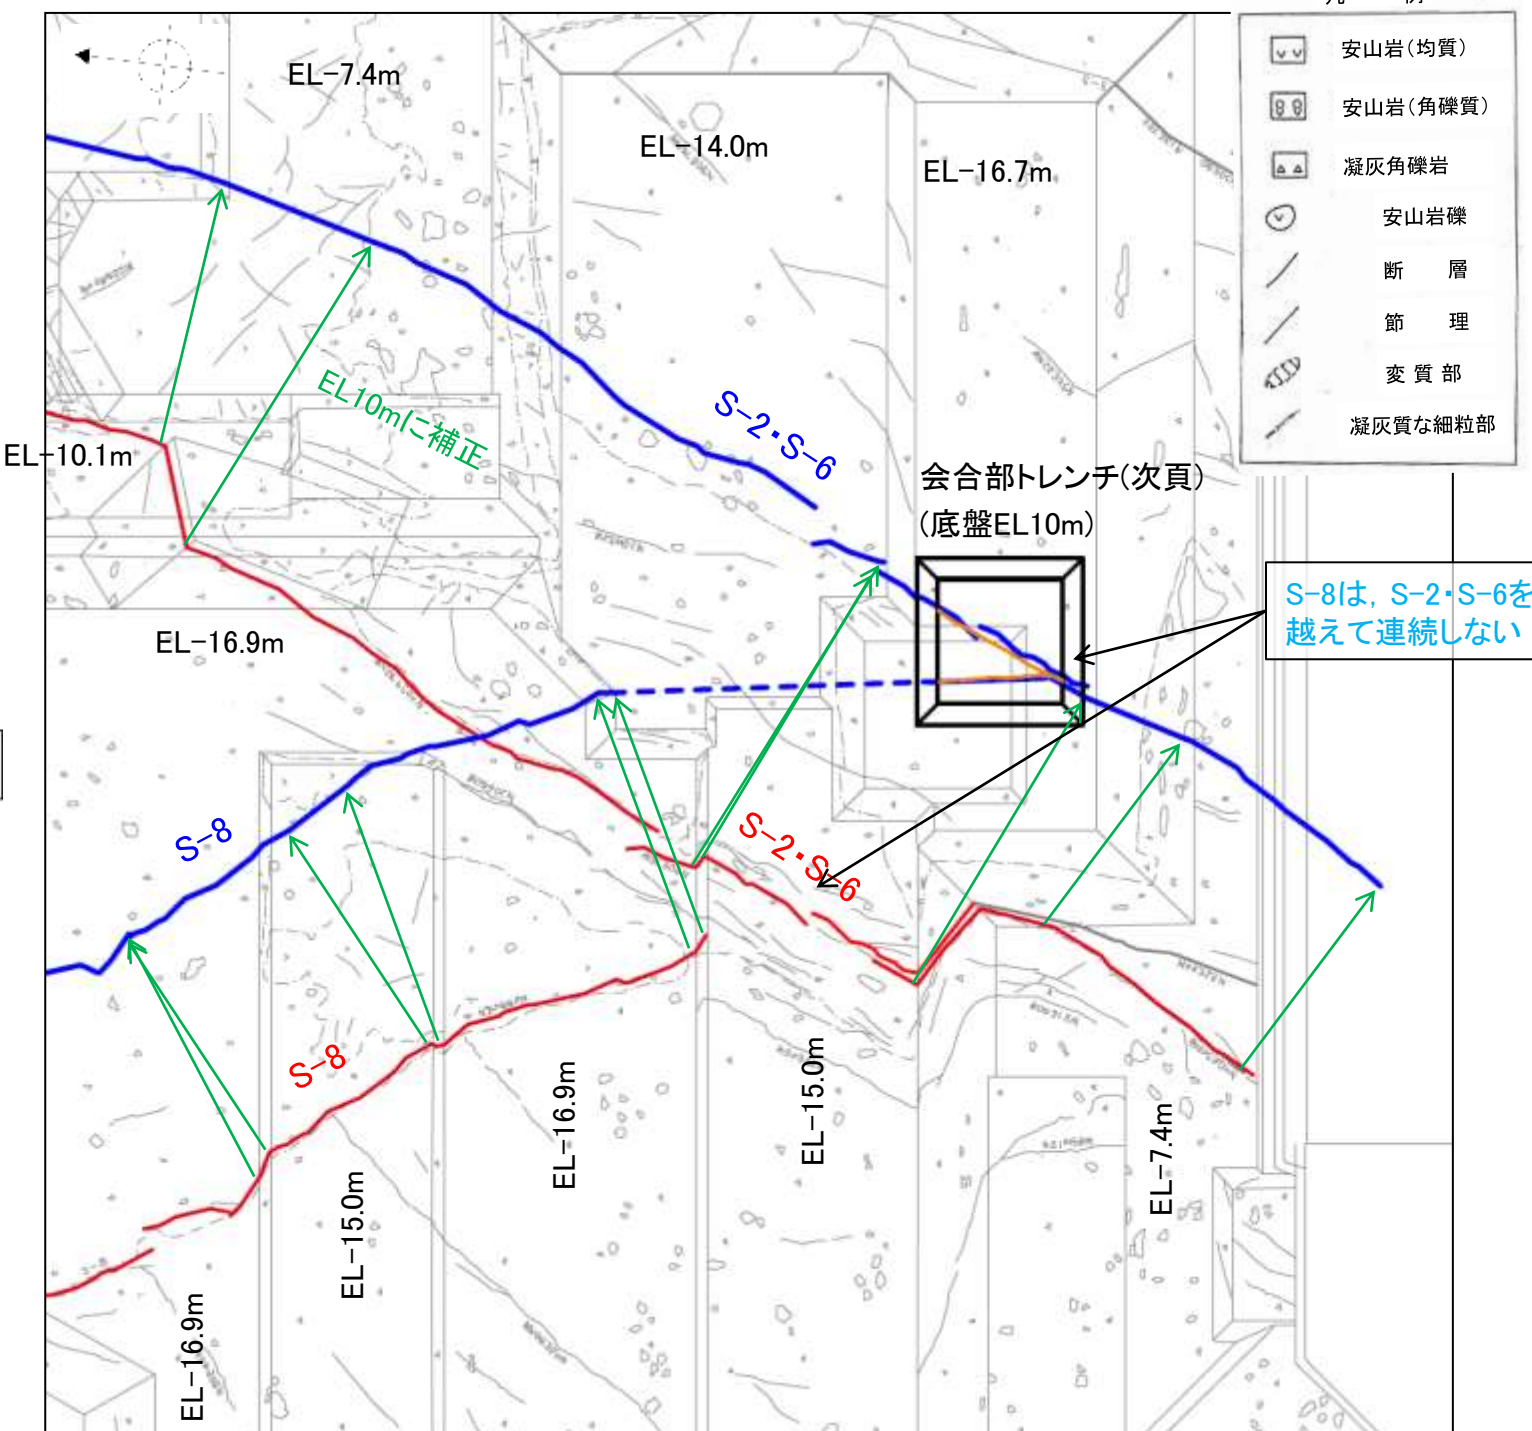 EL-7.4m
EL-14.0m
EL-16.7m
安山岩(均質)
安山岩(角礫質)
凝灰角礫岩
安山岩礫
断 層
節 理
変 質 部
凝灰質な細粒部
EL10mに補正
S-2・S-6
EL-10.1m
会合部トレンチ(次頁)
(底盤EL10m)
S-8は, S-2・S-6を
越えて連続しない
EL-16.9m
S-8
S-2・S-6
S-8
EL-16.9m
EL-15.0m
EL-7.4m
EL-15.0m
EL-16.9m